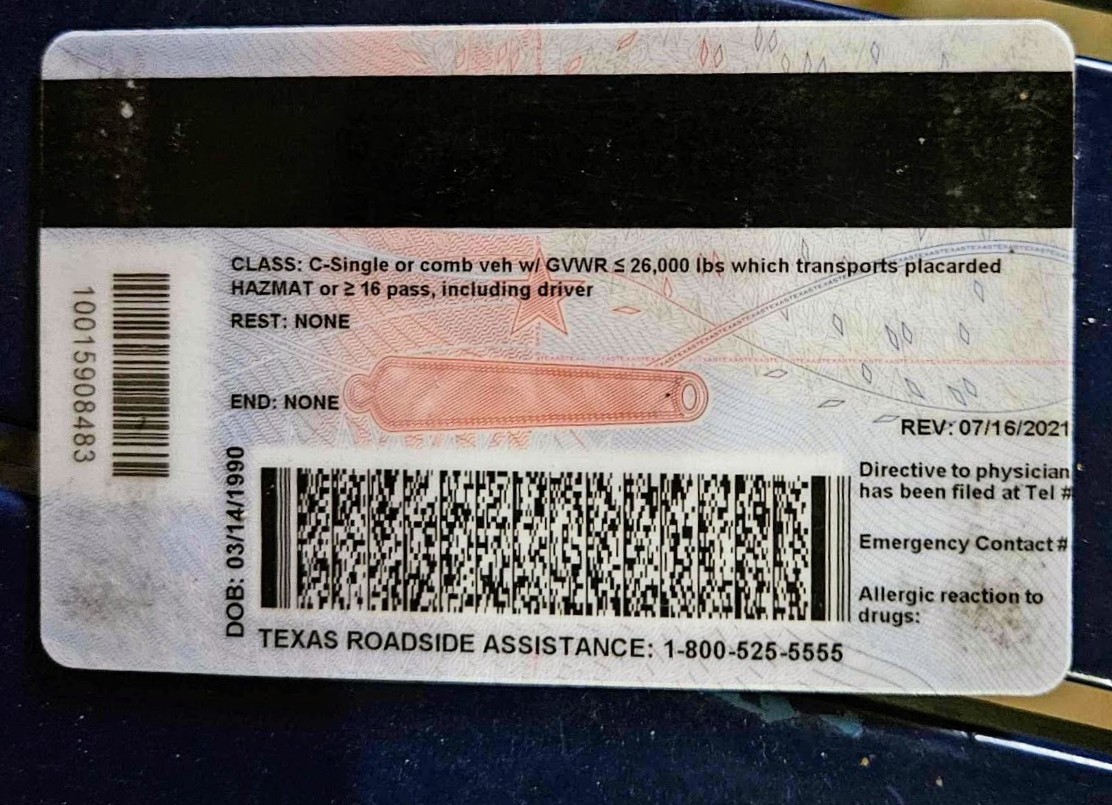 CLASS: C-Single or comb veh w/ GVWR ≤ 26,000 lbs which transports placarded
HAZMAT or ≥ 16 pass, including driver
REST: NONE
END: NONE
REV: 07/16/2021
Directive to physician
has been filed at Tel #
Emergency Contact #
Allergic reaction to
drugs:
DOB: 03/14/1990
10015908483
TEXAS ROADSIDE ASSISTANCE: 1-800-525-5555